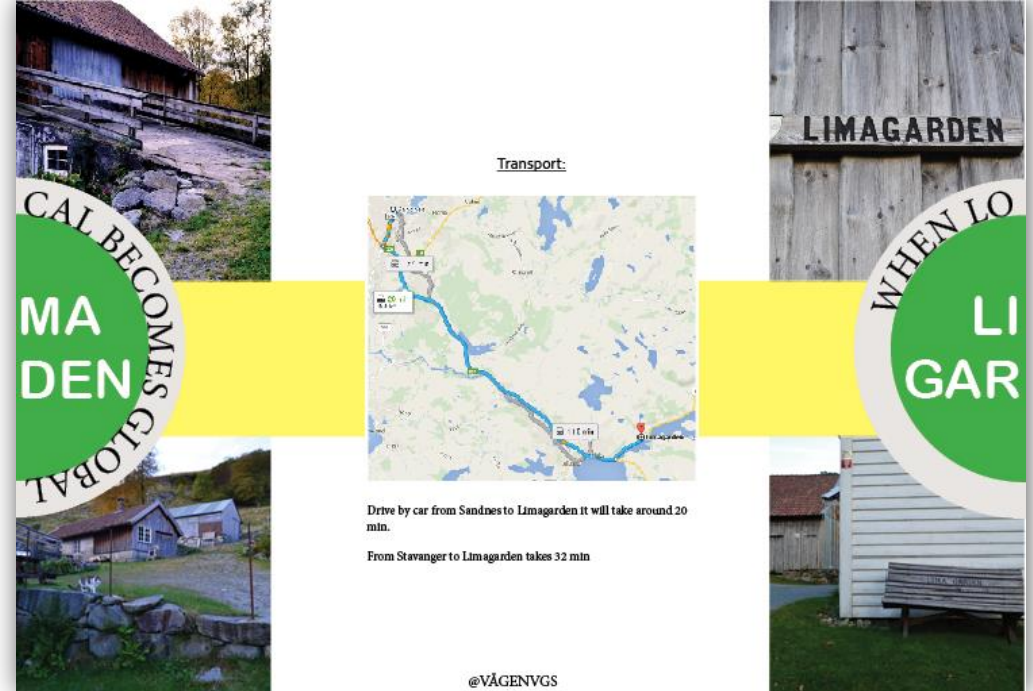 CAL BECOMES GLOBAL
MA
DEN
Transport:
Limagarden
Drive by car from Sandnes to Limagarden it will take around 20
min.
From Stavanger to Limagarden takes 32 min
@VÅGENVGS
LIMAGARDEN
WHEN LO
LI
GAR